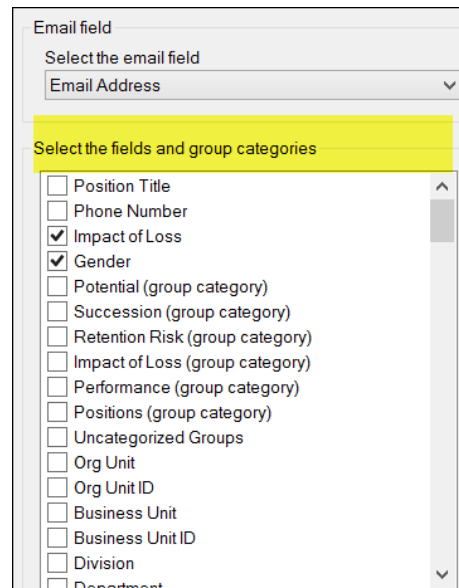 Email field
Select the email field
Email Address
Select the fields and group categories
Position Title
Phone Number
Impact of Loss
Gender
Potential (group category)
Succession (group category)
Retention Risk (group category)
Impact of Loss (group category)
Performance (group category)
Positions (group category)
Uncategorized Groups
Org Unit
Org Unit ID
Business Unit
Business Unit ID
Division
Department